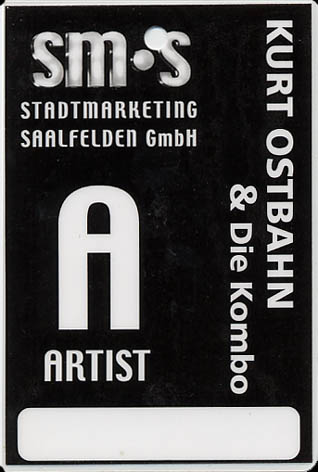 sm·s
STADTMARKETING
SAALFELDEN GmbH
A
ARTIST
KURT OSTBAHN
& Die Kombo